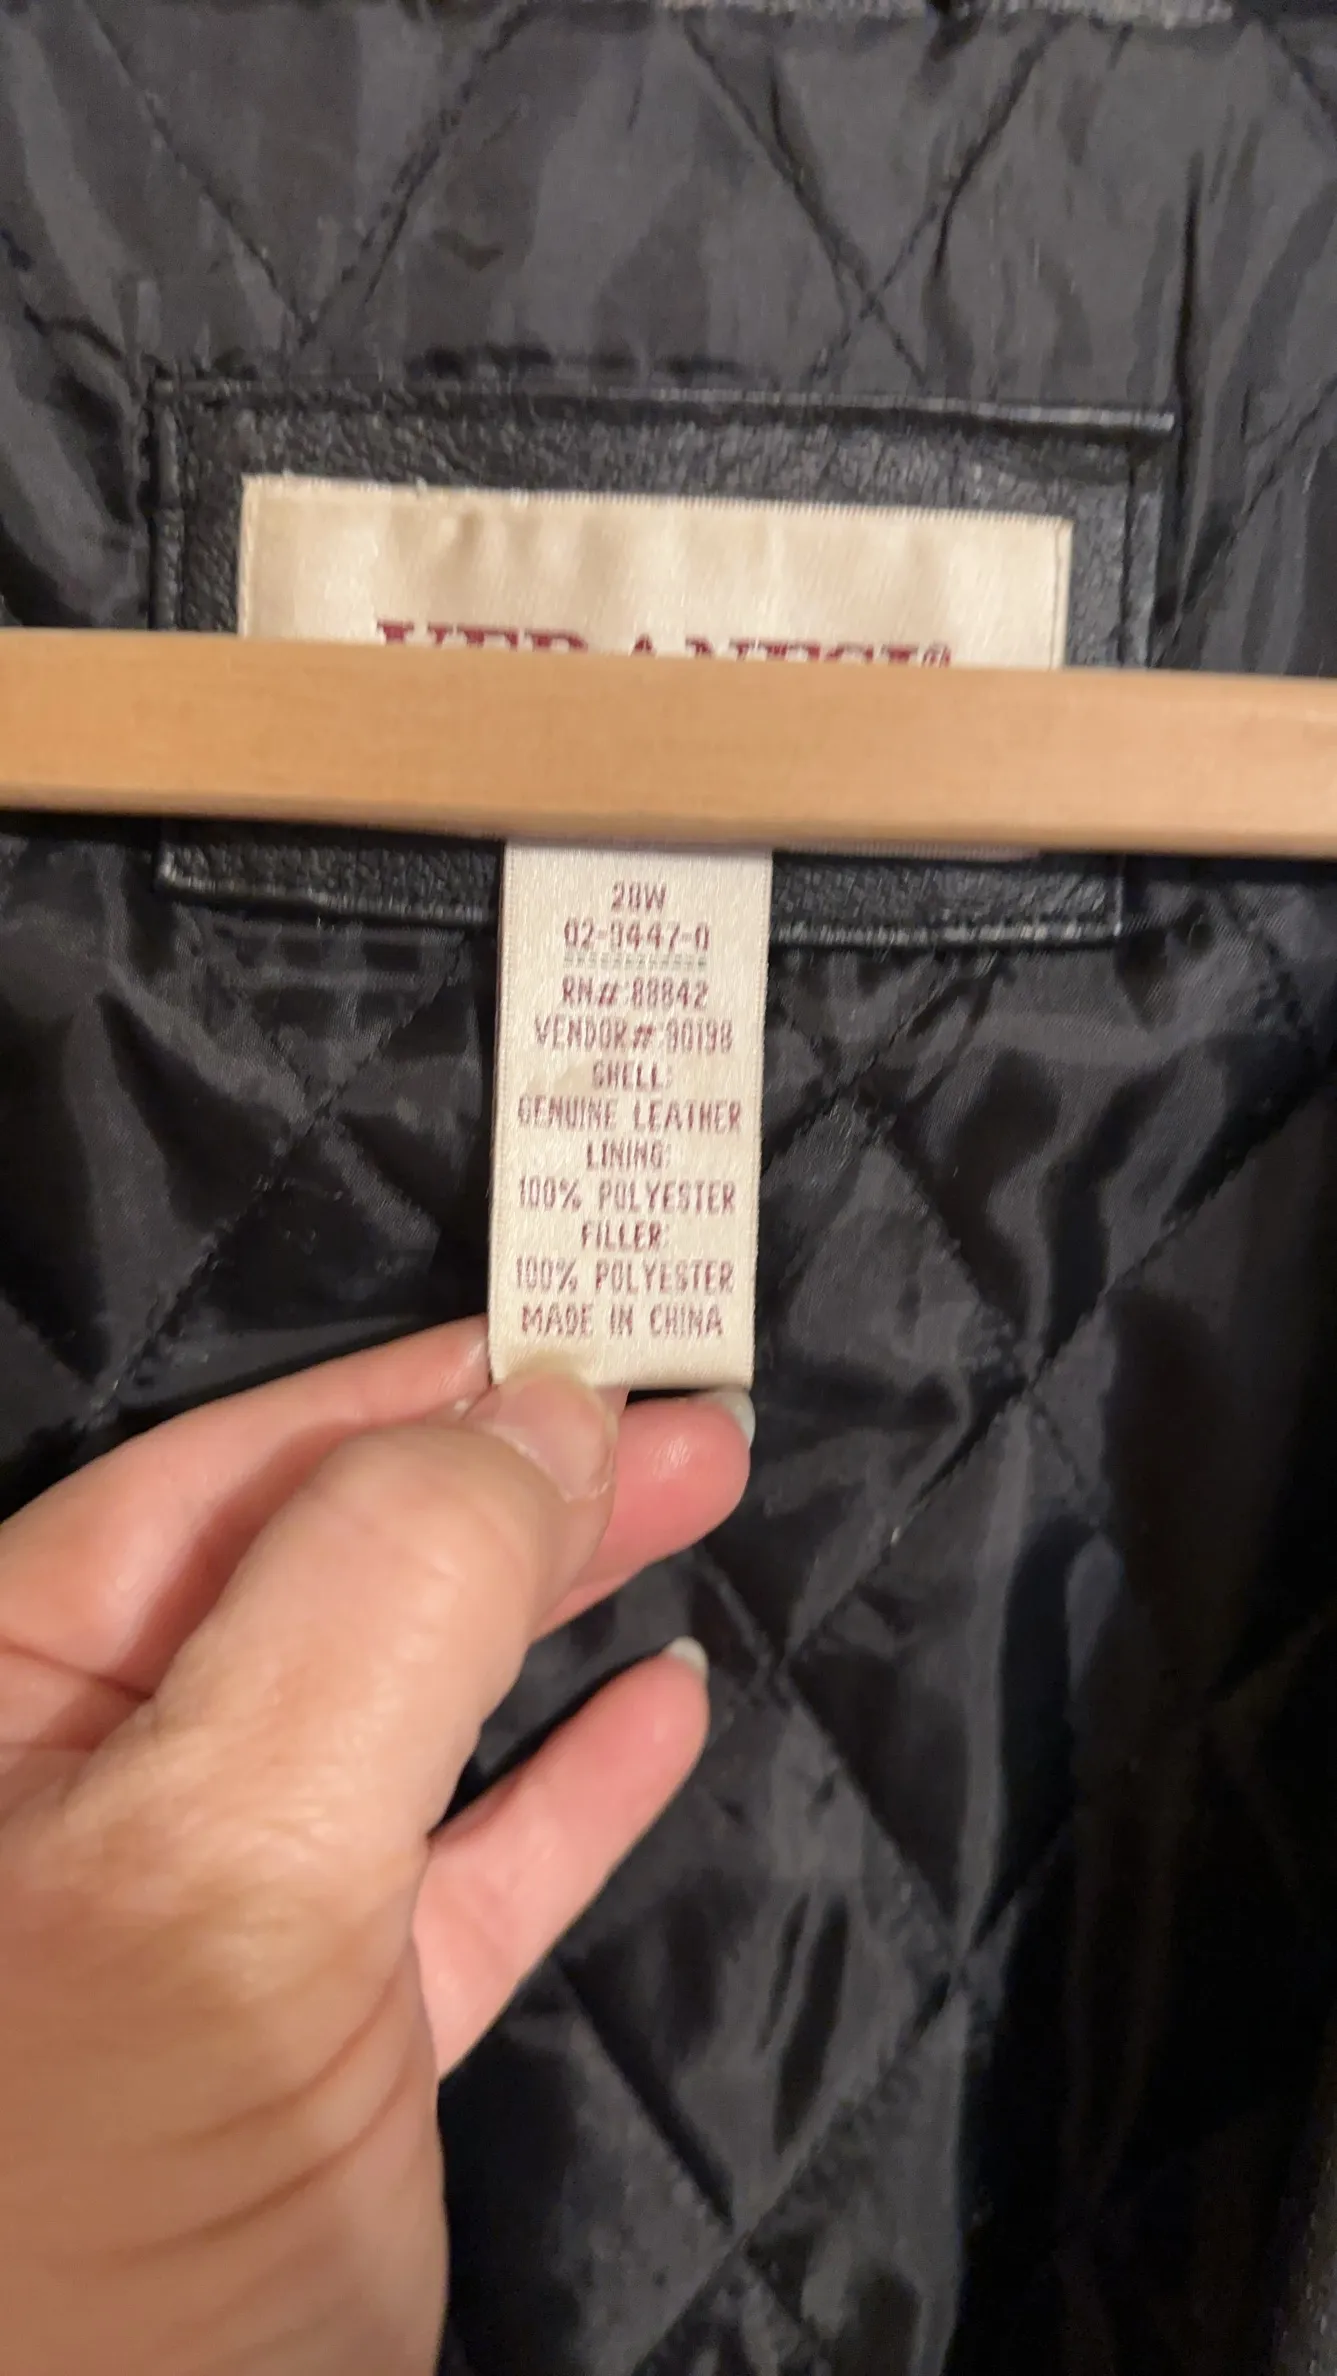 28W
02-9447-0
RN#:88842
VENDOR#:90198
SHELL:
GENUINE LEATHER
LINING:
100% POLYESTER
FILLER:
100% POLYESTER
MADE IN CHINA